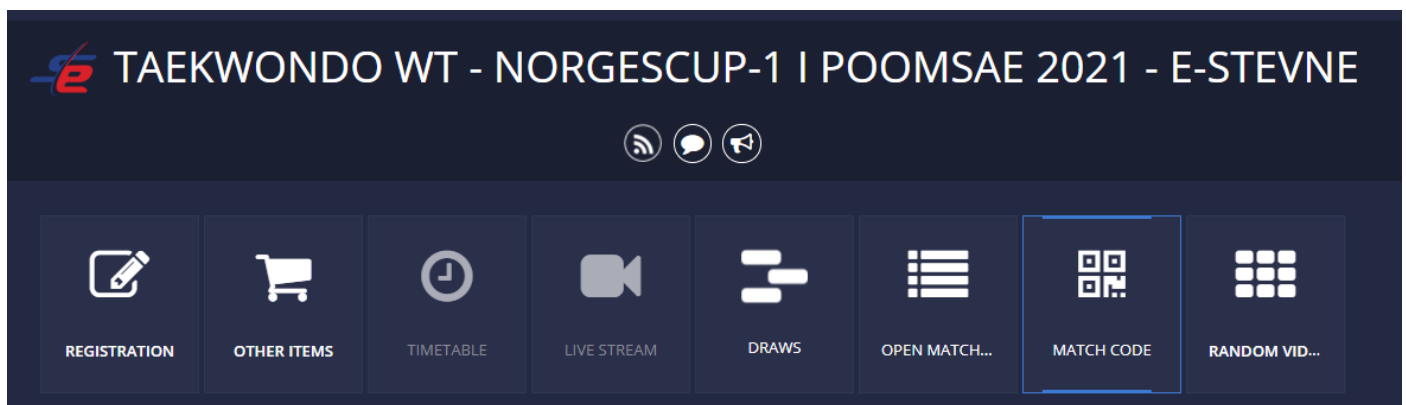 TAEKWONDO WT - NORGESCUP-1 I POOMSAE 2021 - E-STEVNE
REGISTRATION
OTHER ITEMS
TIMETABLE
LIVE STREAM
DRAWS
OPEN MATCH...
MATCH CODE
RANDOM VID...